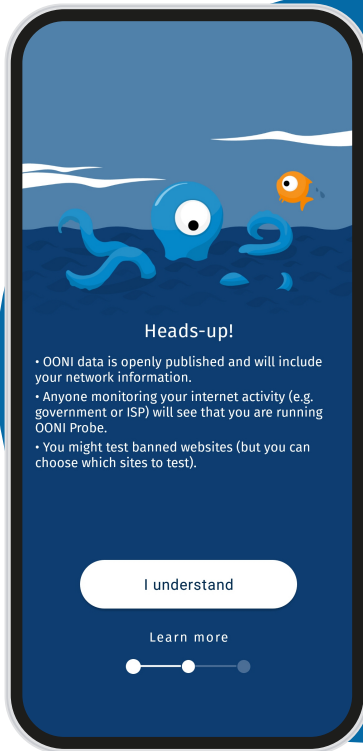 Heads-up!
• OONI data is openly published and will include
your network information.
• Anyone monitoring your internet activity (e.g.
government or ISP) will see that you are running
OONI Probe.
• You might test banned websites (but you can
choose which sites to test).
I understand
Learn more